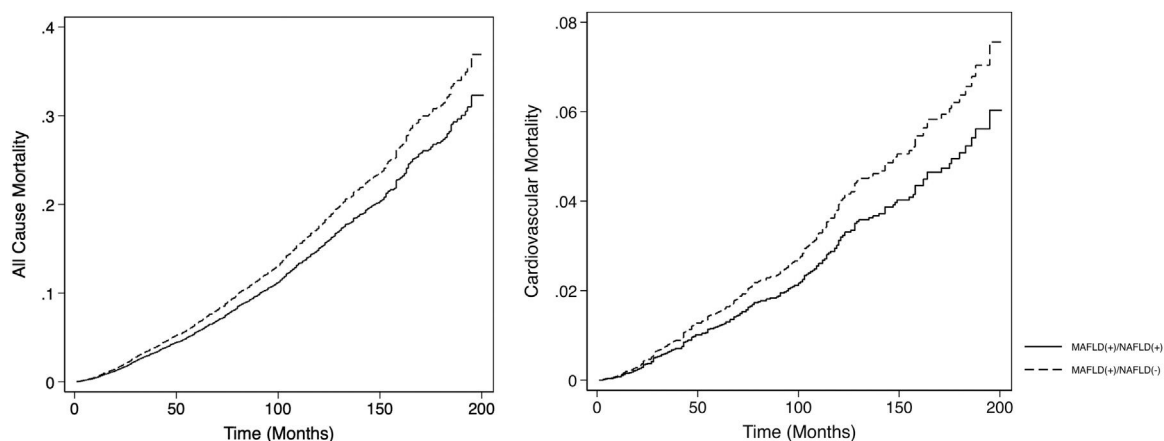 .4
.3
.2
.1
0
All Cause Mortality
0 50 100 150 200
Time (Months)
.08
.06
.04
.02
0
Cardiovascular Mortality
0 50 100 150 200
Time (Months)
MAFLD(+)/NAFLD(+)
MAFLD(+)/NAFLD(-)